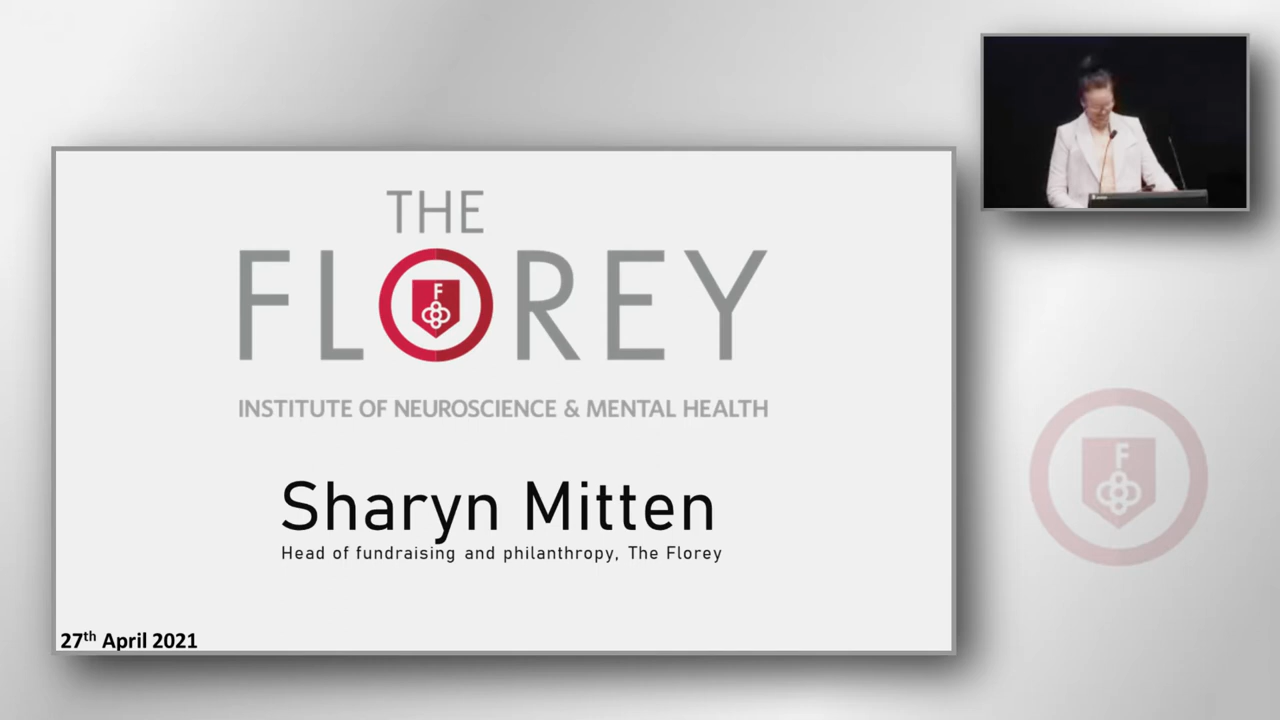 THE
FLOREY
F
INSTITUTE OF NEUROSCIENCE & MENTAL HEALTH
Sharyn Mitten
Head of fundraising and philanthropy, The Florey
27th April 2021
F